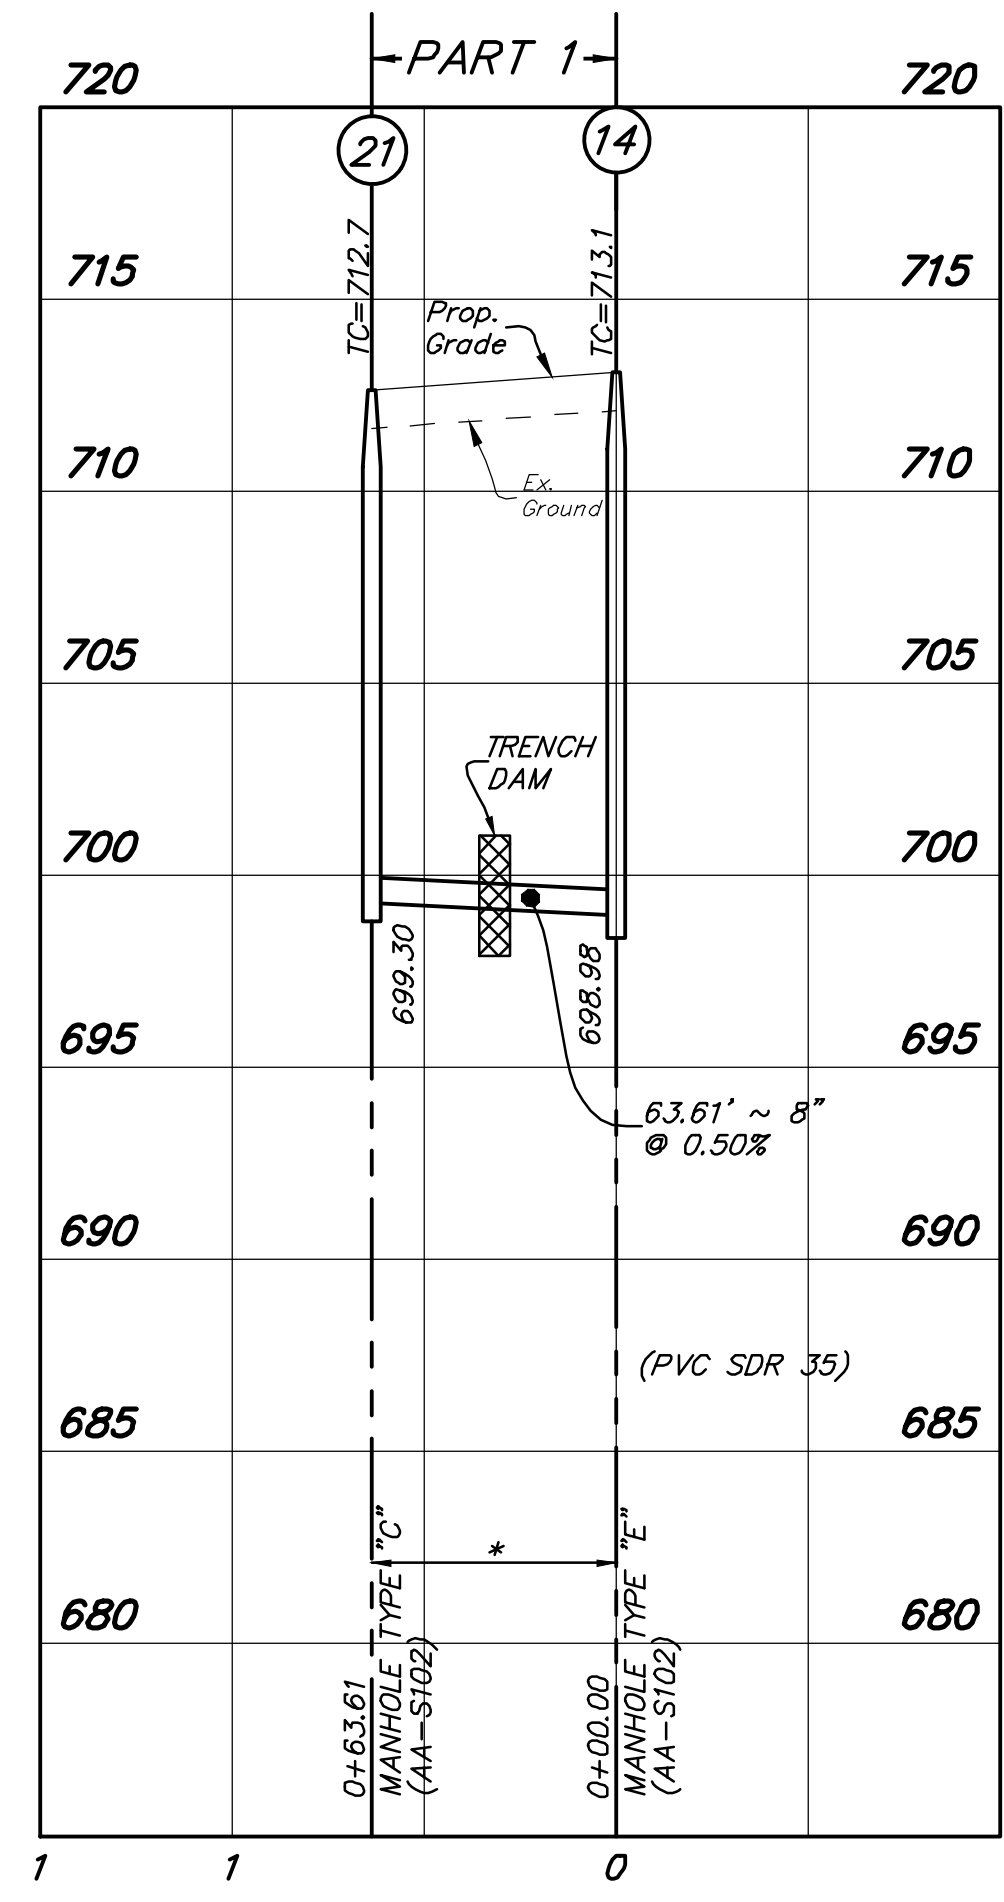 PART 1
720 720
21 14
TC=712.7
TC=713.1
715 715
Prop.
Grade
710 710
Ex.
Ground
705 705
TRENCH
DAM
700 700
699.30
698.98
695 695
63.61' ~ 8"
@ 0.50%
690 690
(PVC SDR 35)
685 685
*
680 680
0+63.61
MANHOLE TYPE "C"
(AA-S102)
0+00.00
MANHOLE TYPE "E"
(AA-S102)
1 1 0